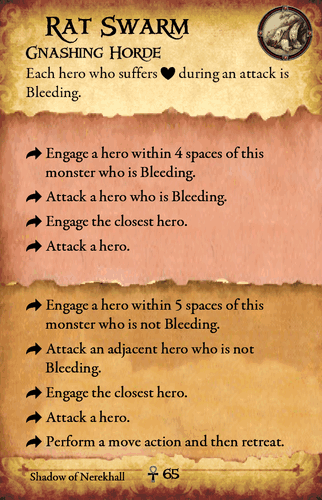 Rat Swarm
Gnashing Horde
Each hero who suffers ♥ during an attack is
Bleeding.
Engage a hero within 4 spaces of this
monster who is Bleeding.
Attack a hero who is Bleeding.
Engage the closest hero.
Attack a hero.
Engage a hero within 5 spaces of this
monster who is not Bleeding.
Attack an adjacent hero who is not
Bleeding.
Engage the closest hero.
Attack a hero.
Perform a move action and then retreat.
Shadow of Nerekhall 65